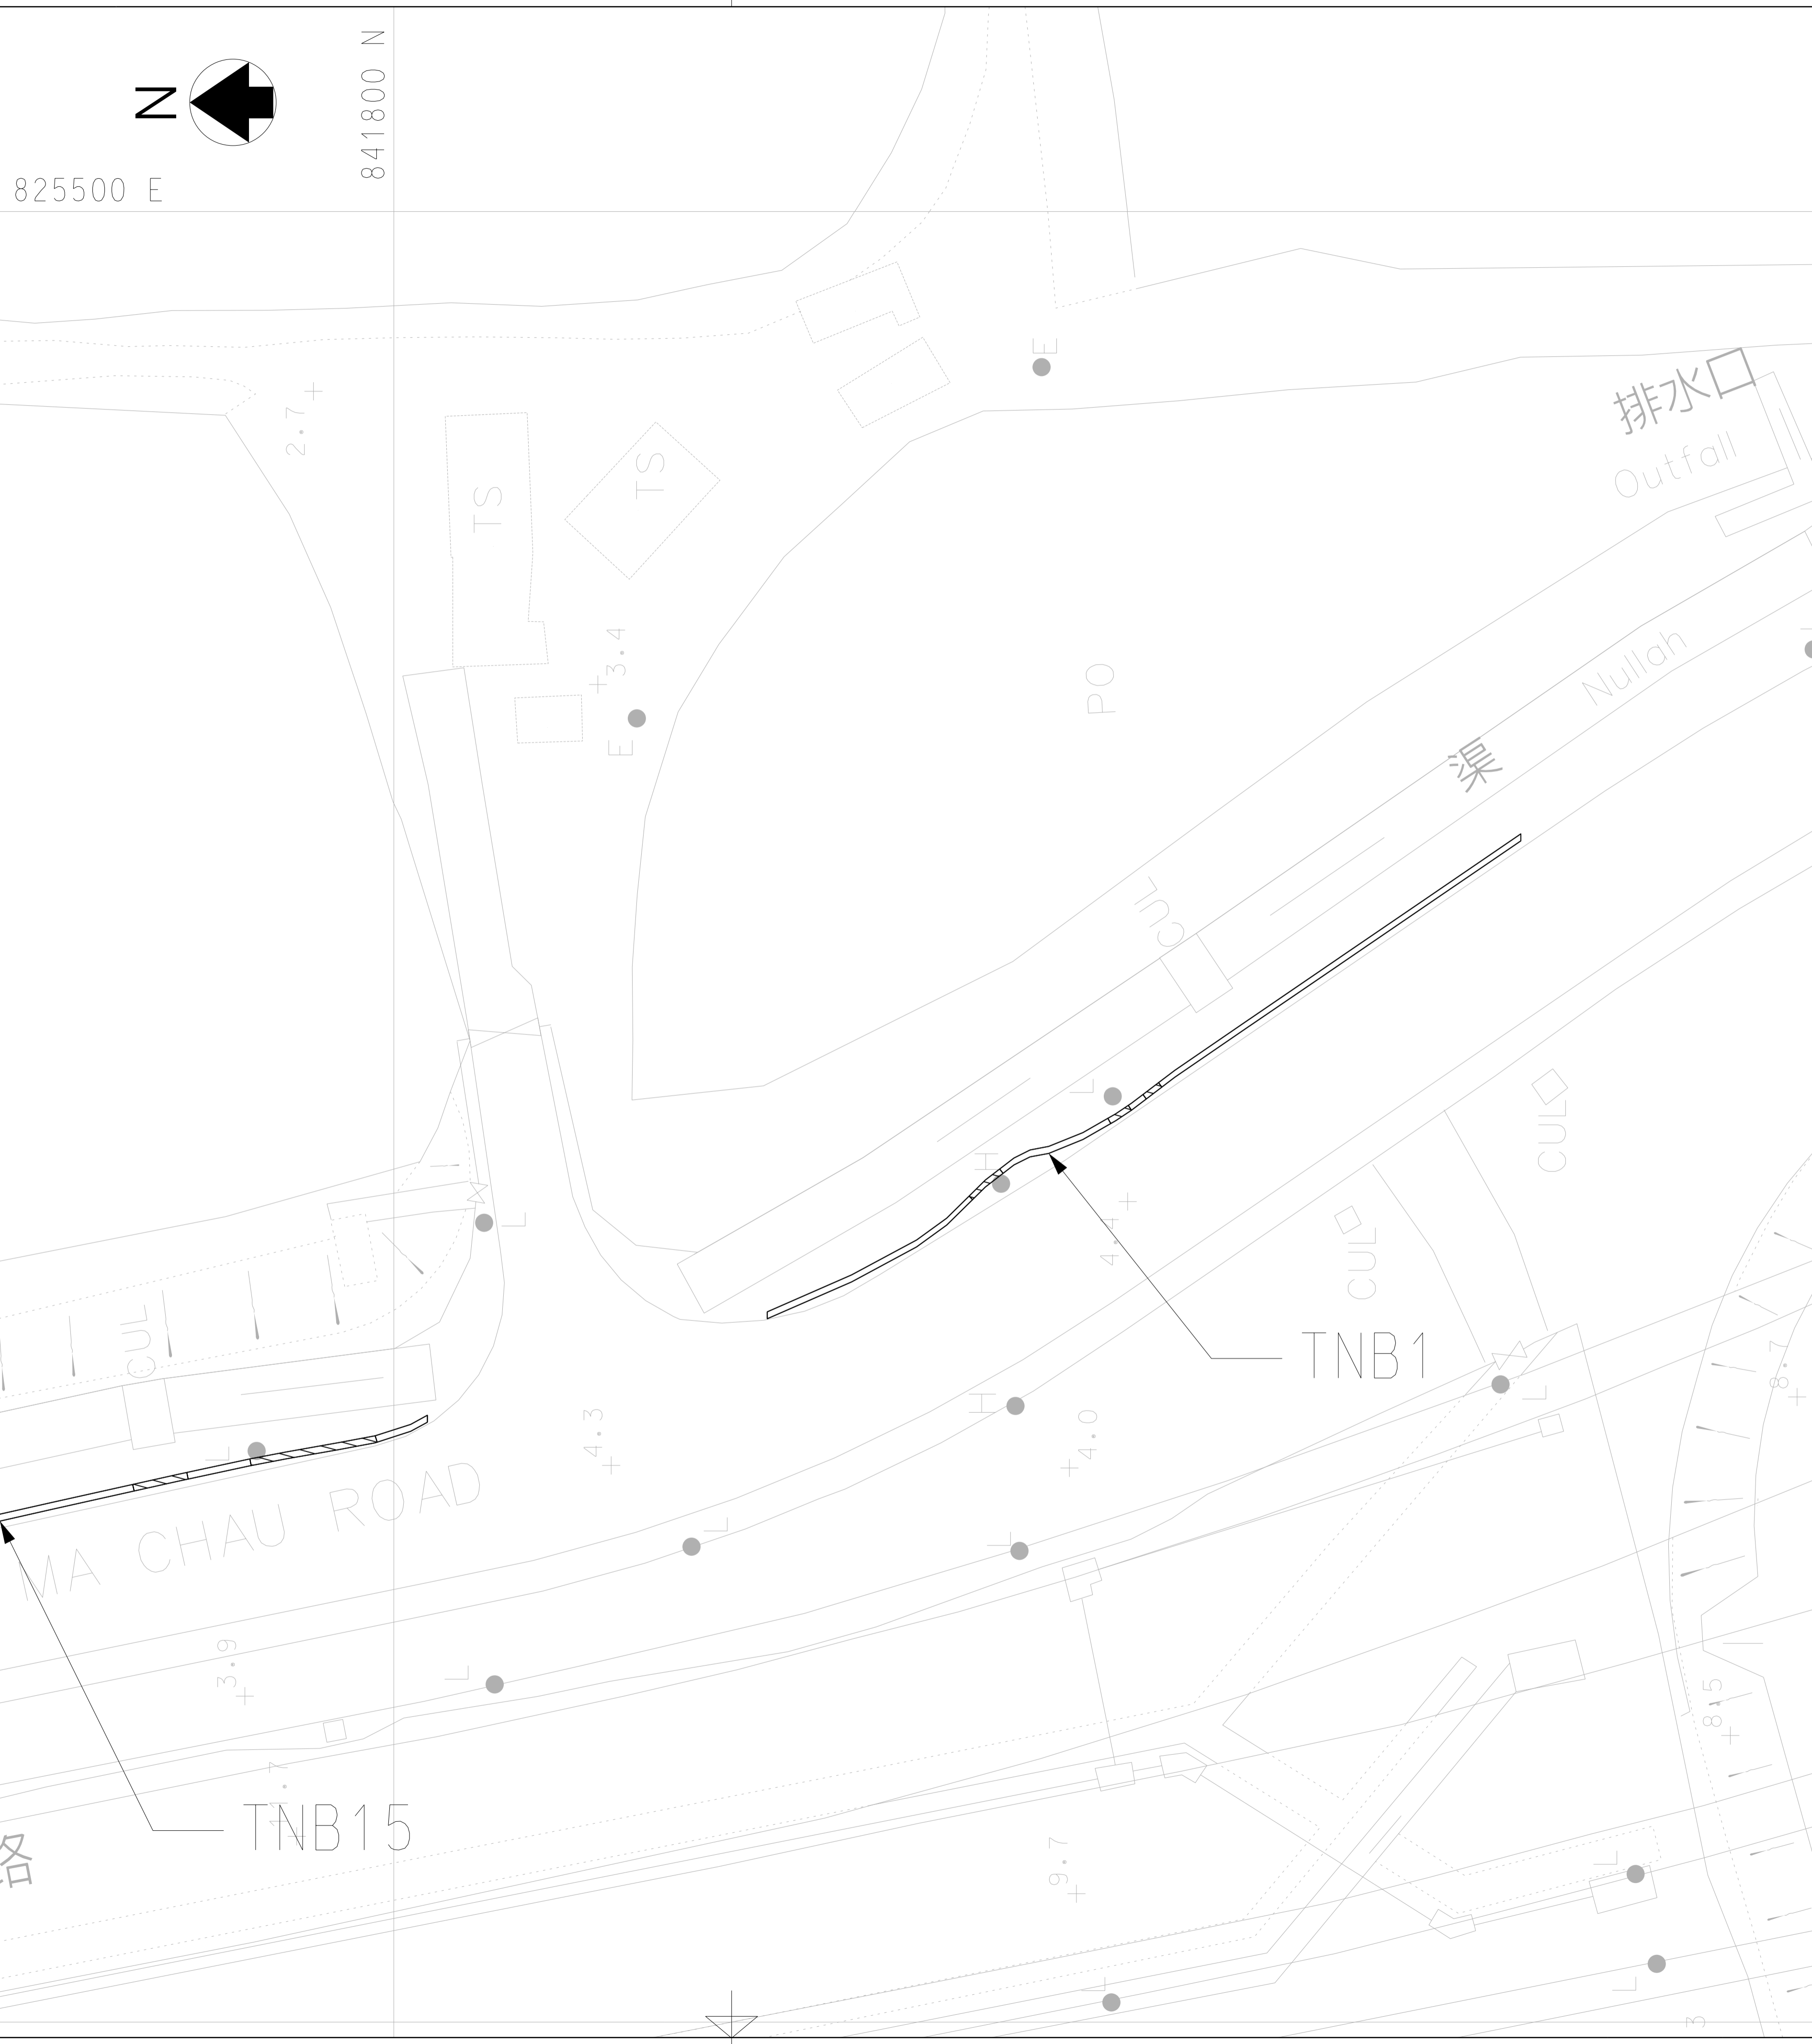 N
841800 N
825500 E
2.7
TS
TS
E
3.4
E
PO
排水口
Outfall
Nullah
渠
Cul
L
H
4.4
CUL
CUL
TNB1
L
Cul
L
4.3
H
4.0
L
8.7
MA CHAU ROAD
L
L
3.9
L
8.5
TNB15
9.7
L
L
L